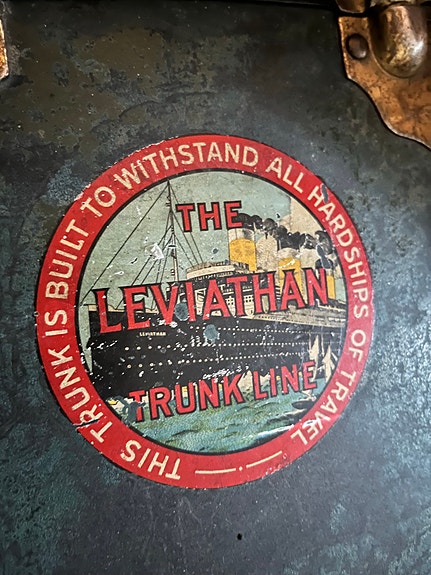 THIS TRUNK IS BUILT TO WITHSTAND ALL HARDSHIPS OF TRAVEL
THE
LEVIATHAN
LEVIATHAN
TRUNK LINE